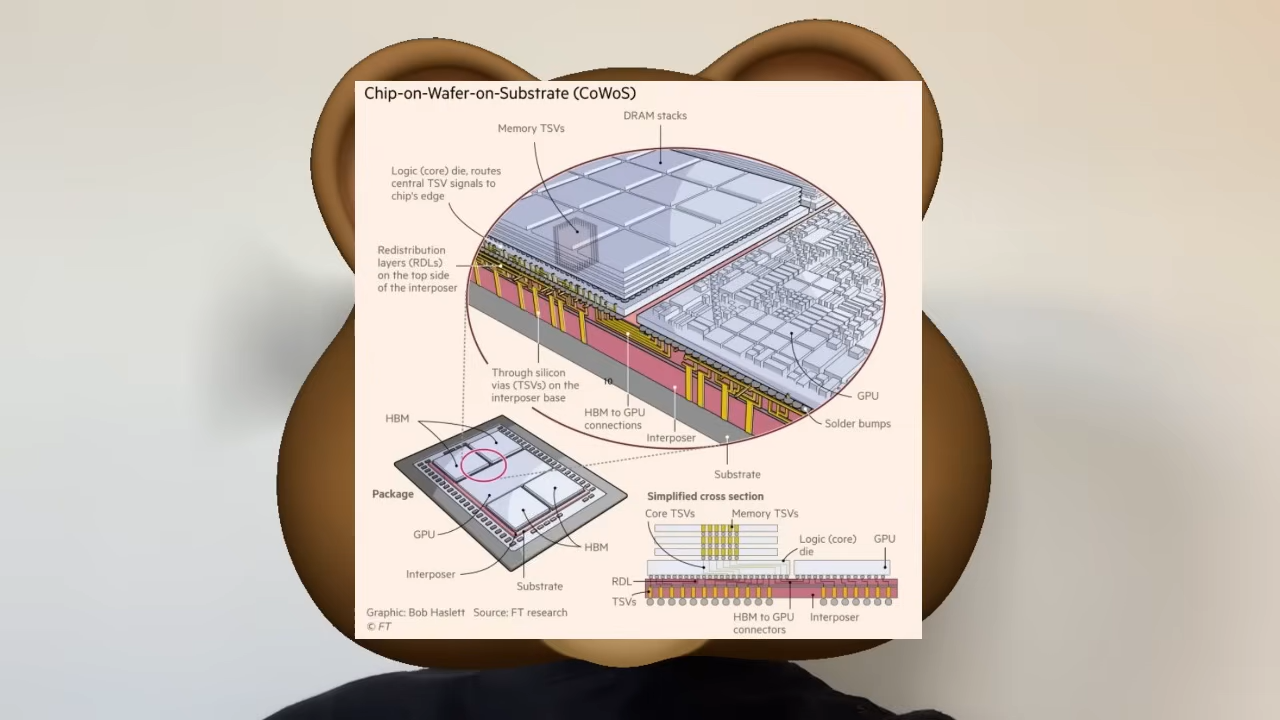 Chip-on-Wafer-on-Substrate (CoWoS)
DRAM stacks
Memory TSVs
Logic (core) die, routes
central TSV signals to
chip's edge
Redistribution
layers (RDLs)
on the top side
of the interposer
Through silicon
vias (TSVs) on the
interposer base
10
HBM to GPU
connections
Interposer
Substrate
GPU
Solder bumps
HBM
Package
GPU
Interposer
Substrate
HBM
Simplified cross section
Core TSVs
Memory TSVs
Logic (core)
die
GPU
RDL
TSVs
HBM to GPU
connectors
Interposer
Graphic: Bob Haslett Source: FT research
© FT